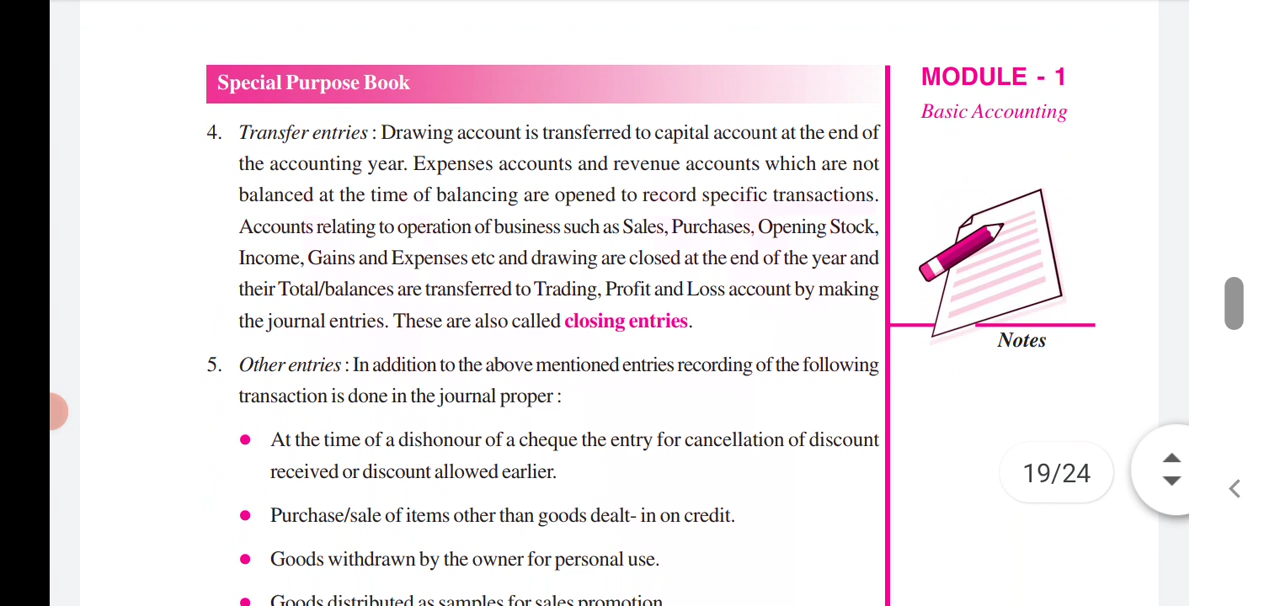 Special Purpose Book
MODULE - 1
Basic Accounting
4. Transfer entries : Drawing account is transferred to capital account at the end of
the accounting year. Expenses accounts and revenue accounts which are not
balanced at the time of balancing are opened to record specific transactions.
Accounts relating to operation of business such as Sales, Purchases, Opening Stock,
Income, Gains and Expenses etc and drawing are closed at the end of the year and
their Total/balances are transferred to Trading, Profit and Loss account by making
the journal entries. These are also called closing entries.
Notes
5. Other entries : In addition to the above mentioned entries recording of the following
transaction is done in the journal proper :
• At the time of a dishonour of a cheque the entry for cancellation of discount
received or discount allowed earlier.
• Purchase/sale of items other than goods dealt- in on credit.
• Goods withdrawn by the owner for personal use.
• Goods distributed as samples for sales promotion.
19/24